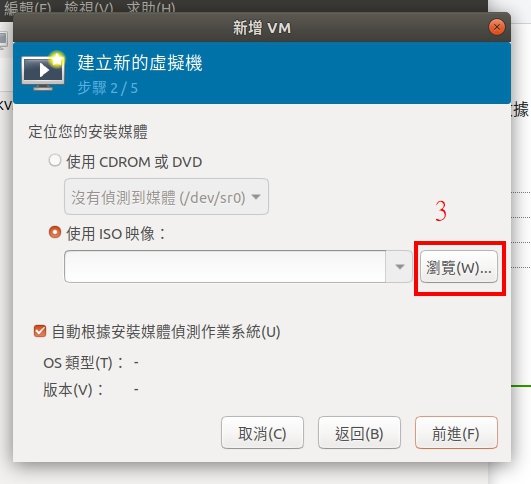 編輯(E) 檢視(V) 求助(H)
新增 VM
建立新的虛擬機
步驟 2 / 5
定位您的安裝媒體
使用 CDROM 或 DVD
沒有偵測到媒體 (/dev/sr0)
3
使用 ISO 映像：
瀏覽(W)...
自動根據安裝媒體偵測作業系統(U)
OS 類型(T)： -
版本(V)： -
取消(C) 返回(B) 前進(F)